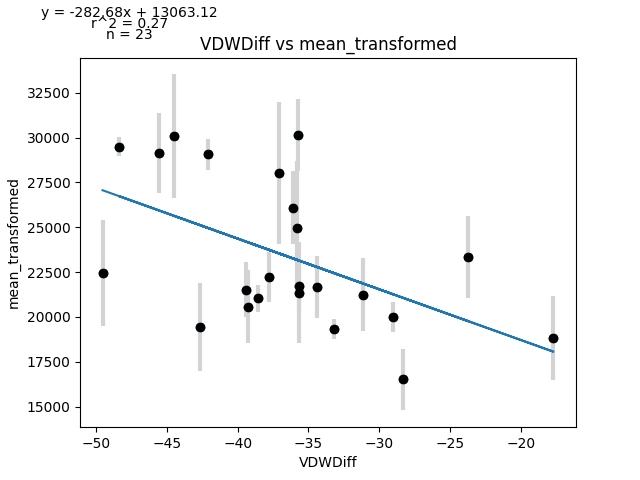 y = -282.68x + 13063.12
r^2 = 0.27
n = 23
VDWDiff vs mean_transformed
mean_transformed
32500
30000
27500
25000
22500
20000
17500
15000
−50
−45
−40
−35
−30
−25
−20
VDWDiff